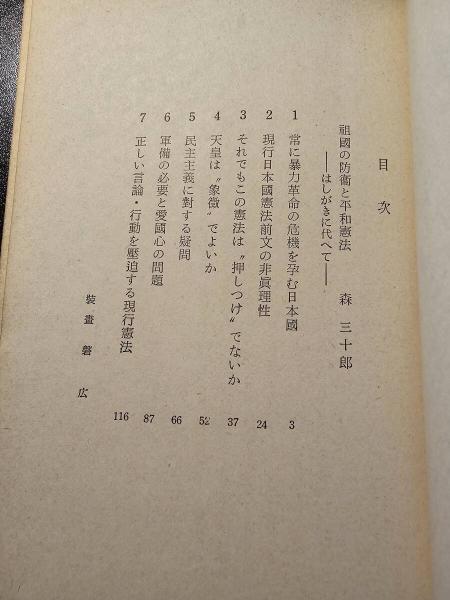 目次
祖國の防衞と平和憲法
――はしがきに代へて―― 森三十郎
1 常に暴力革命の危機を孕む日本國 3
2 現行日本國憲法前文の非眞理性 24
3 それでもこの憲法は〝押しつけ〟でないか 37
4 天皇は〝象徵〟でよいか 52
5 民主主義に對する疑問 66
6 軍備の必要と愛國心の問題 87
7 正しい言論・行動を壓迫する現行憲法 116
裝畫 磐 広